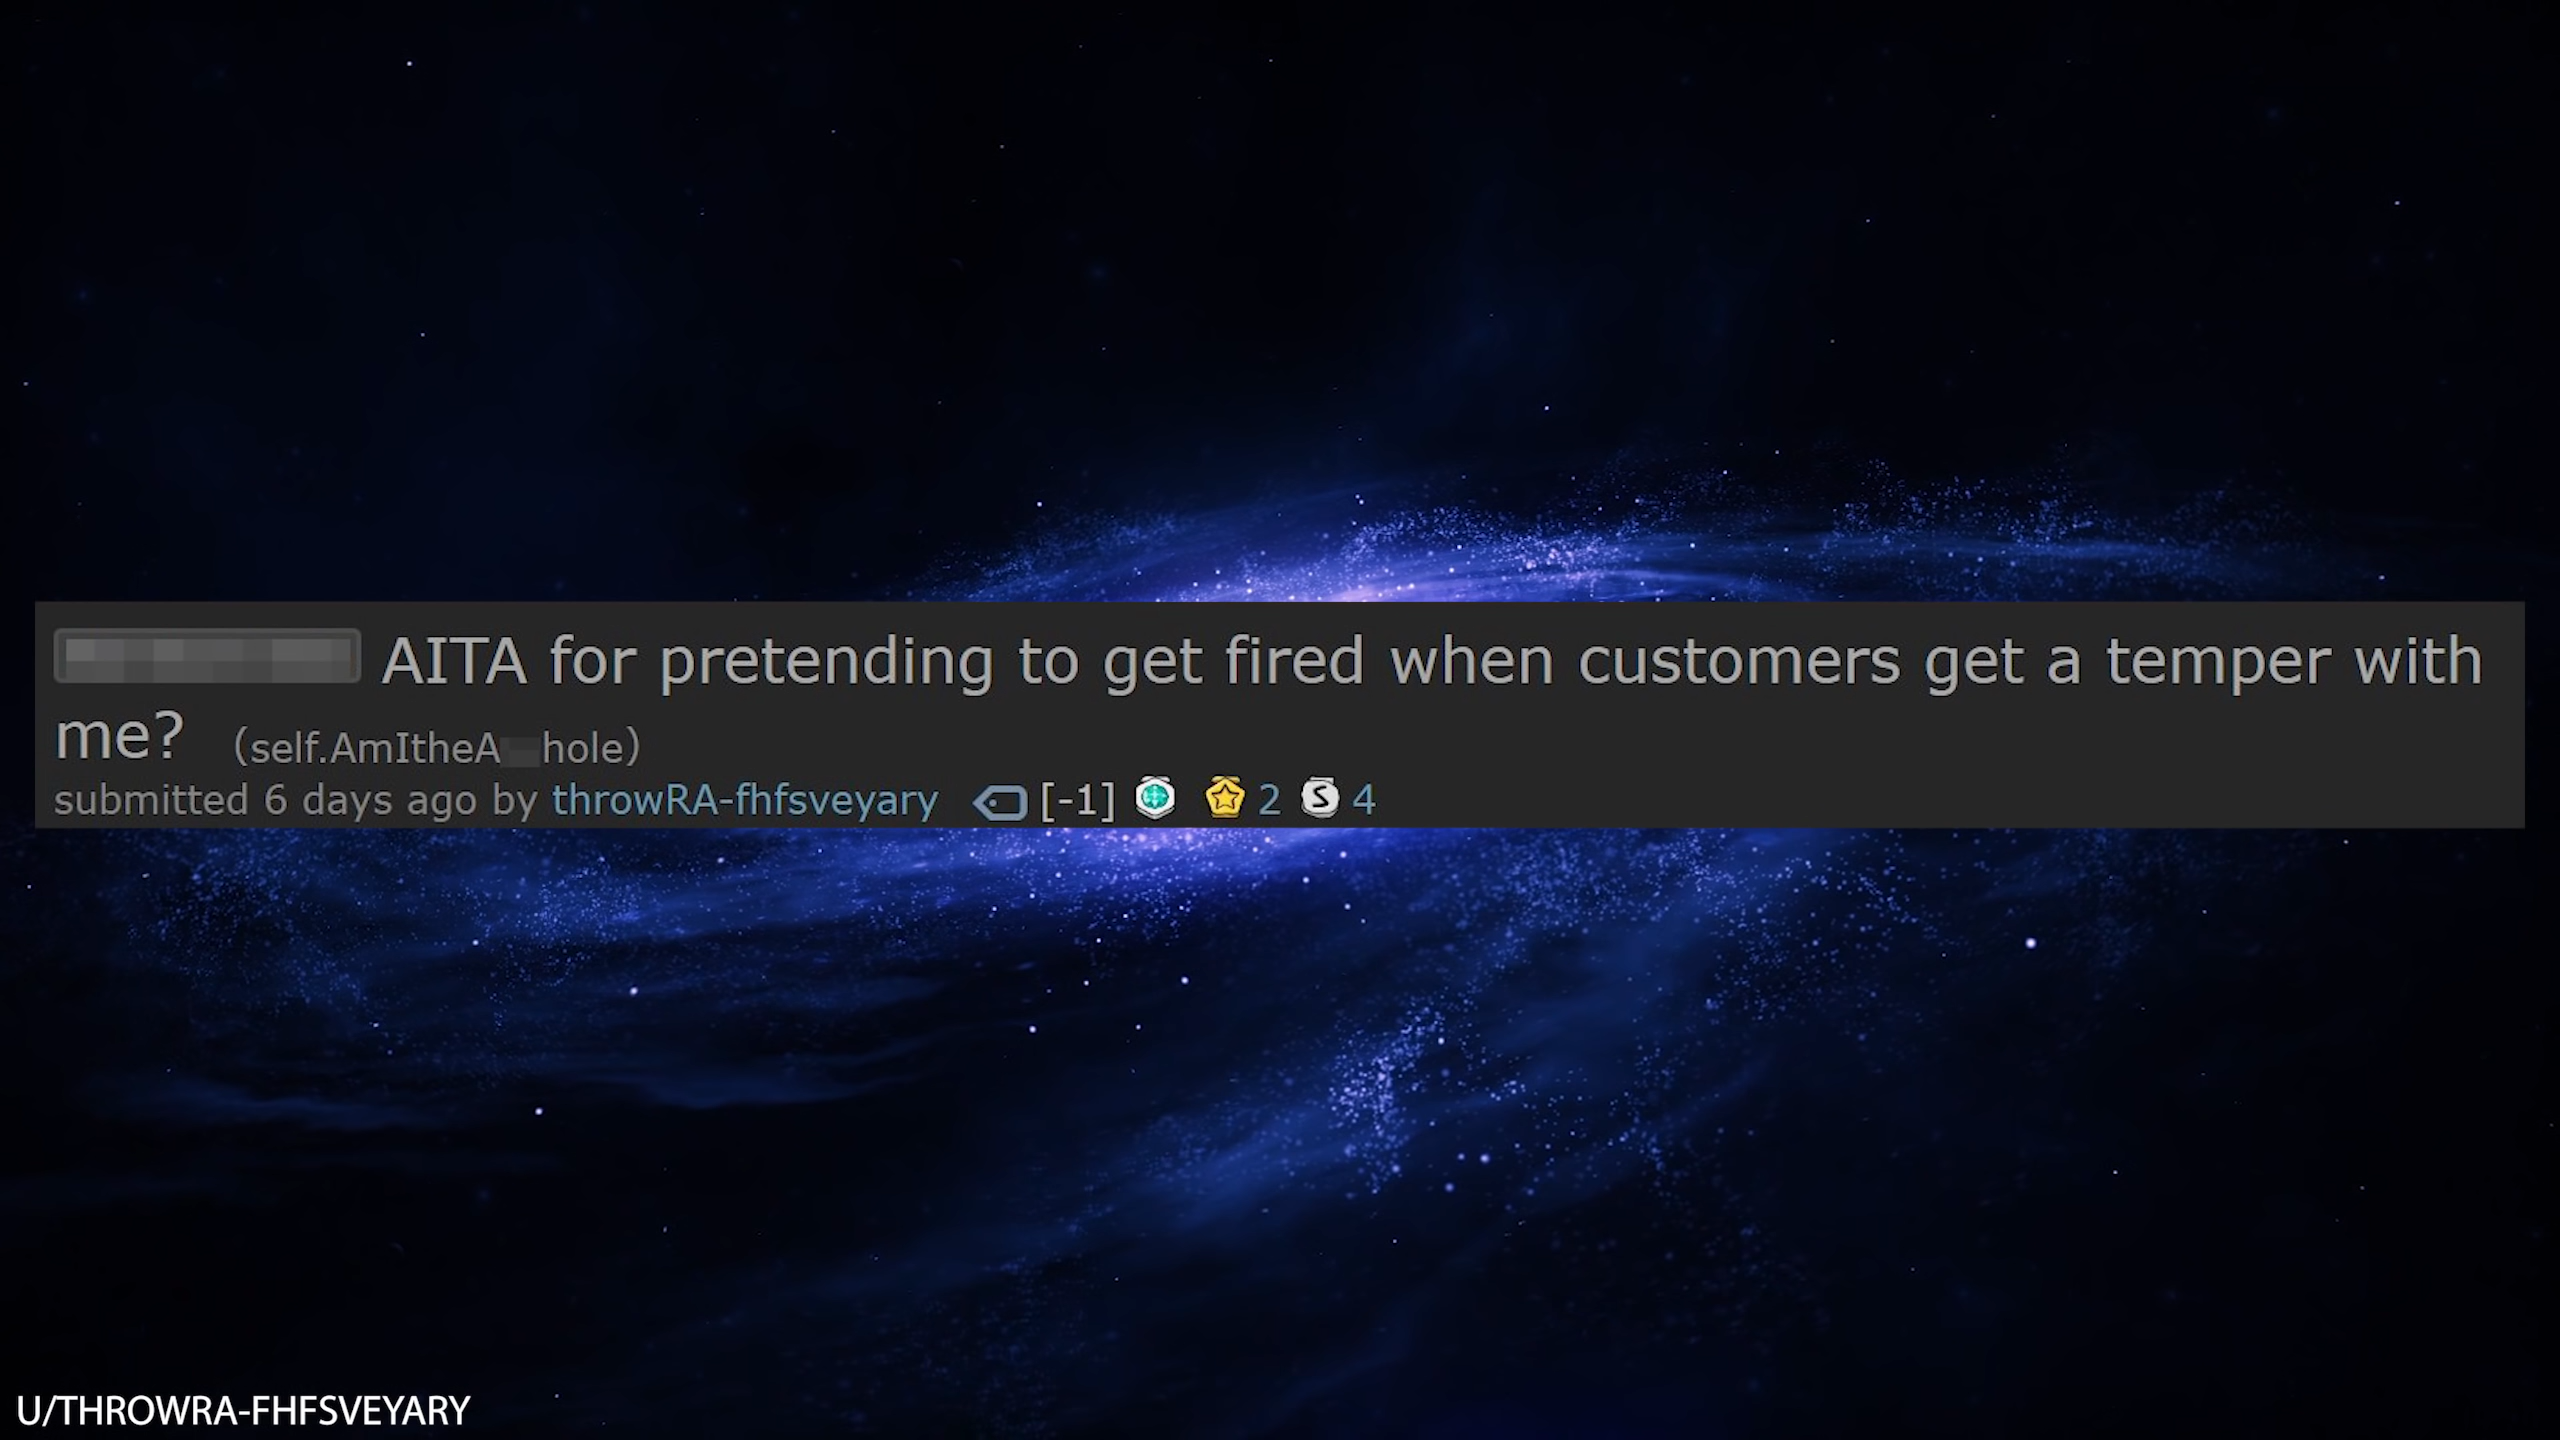 AITA for pretending to get fired when customers get a temper with
me? (self.AmItheA hole)
submitted 6 days ago by throwRA-fhfsveyary [-1] 2 S 4
U/THROWRA-FHFSVEYARY